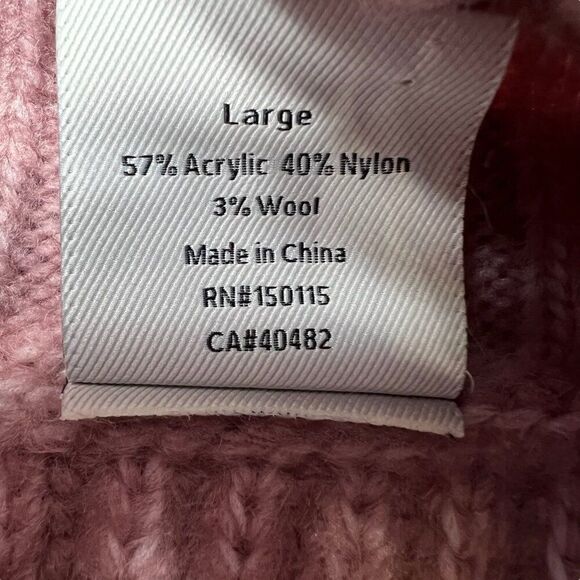 Large
57% Acrylic 40% Nylon
3% Wool
Made in China
RN#150115
CA#40482